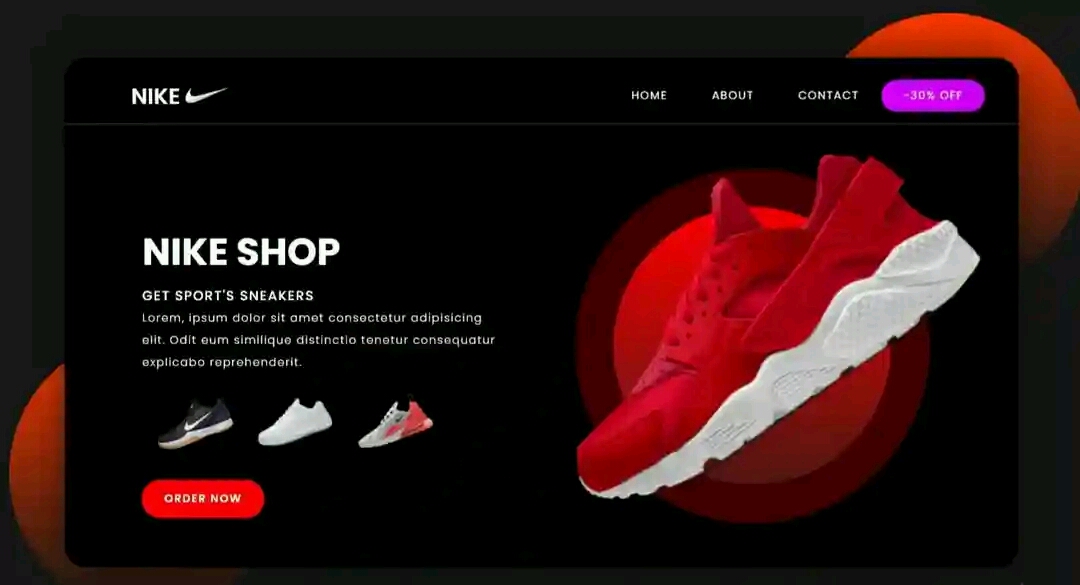 NIKE
HOME ABOUT CONTACT -30% OFF
NIKE SHOP
GET SPORT'S SNEAKERS
Lorem, ipsum dolor sit amet consectetur adipisicing
elit. Odit eum similique distinctio tenetur consequatur
explicabo reprehenderit.
ORDER NOW